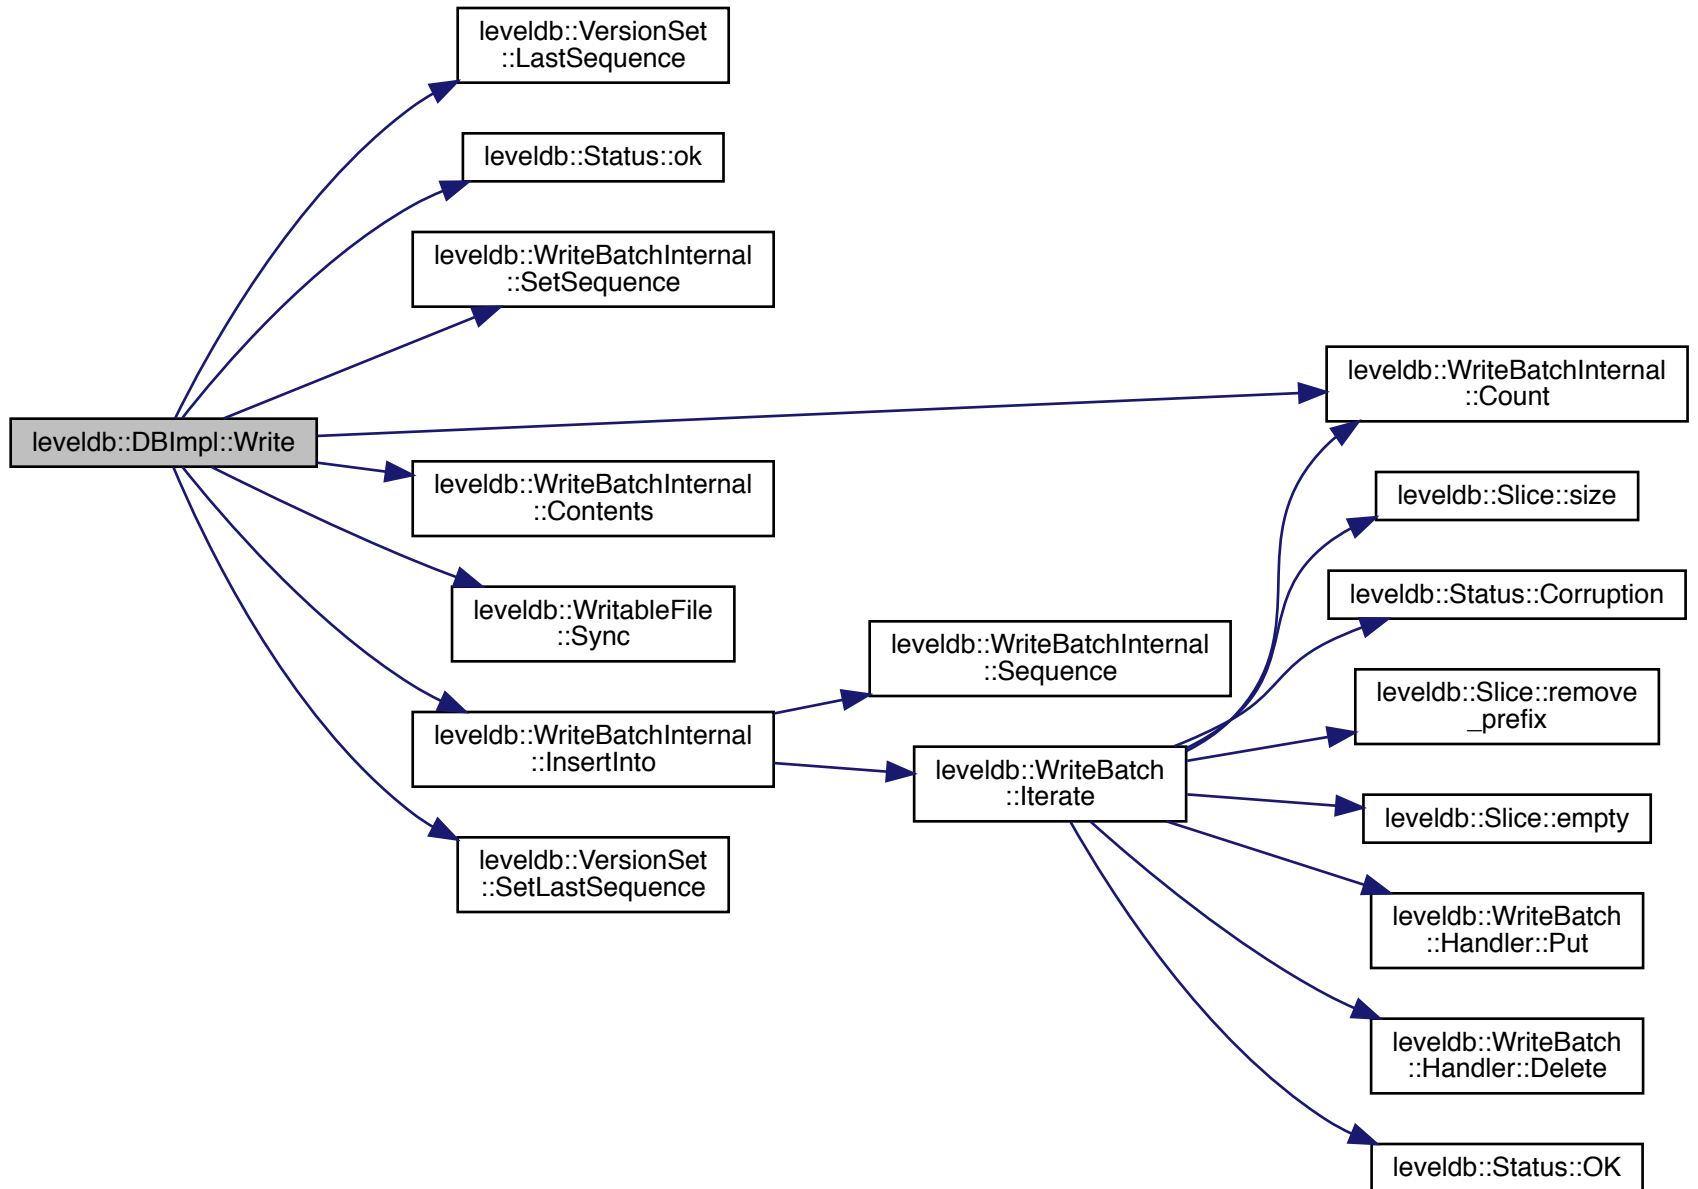 leveldb::VersionSet
::LastSequence
leveldb::Status::ok
leveldb::WriteBatchInternal
::SetSequence
leveldb::WriteBatchInternal
::Count
leveldb::DBImpl::Write
leveldb::WriteBatchInternal
::Contents
leveldb::Slice::size
leveldb::WritableFile
::Sync
leveldb::Status::Corruption
leveldb::WriteBatchInternal
::Sequence
leveldb::Slice::remove
_prefix
leveldb::WriteBatchInternal
::InsertInto
leveldb::WriteBatch
::Iterate
leveldb::Slice::empty
leveldb::VersionSet
::SetLastSequence
leveldb::WriteBatch
::Handler::Put
leveldb::WriteBatch
::Handler::Delete
leveldb::Status::OK